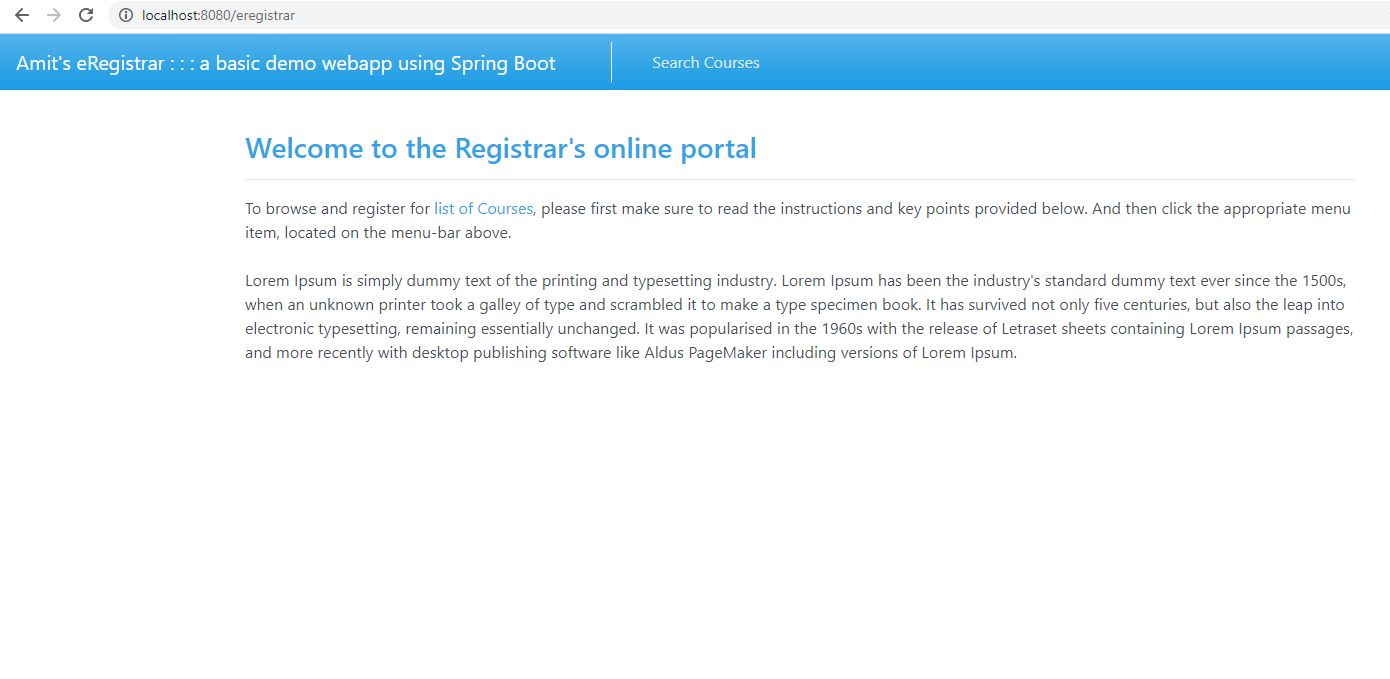 localhost:8080/eregistrar
Amit's eRegistrar : : : a basic demo webapp using Spring Boot
Search Courses
Welcome to the Registrar's online portal
To browse and register for list of Courses, please first make sure to read the instructions and key points provided below. And then click the appropriate menu
item, located on the menu-bar above.
Lorem Ipsum is simply dummy text of the printing and typesetting industry. Lorem Ipsum has been the industry's standard dummy text ever since the 1500s,
when an unknown printer took a galley of type and scrambled it to make a type specimen book. It has survived not only five centuries, but also the leap into
electronic typesetting, remaining essentially unchanged. It was popularised in the 1960s with the release of Letraset sheets containing Lorem Ipsum passages,
and more recently with desktop publishing software like Aldus PageMaker including versions of Lorem Ipsum.